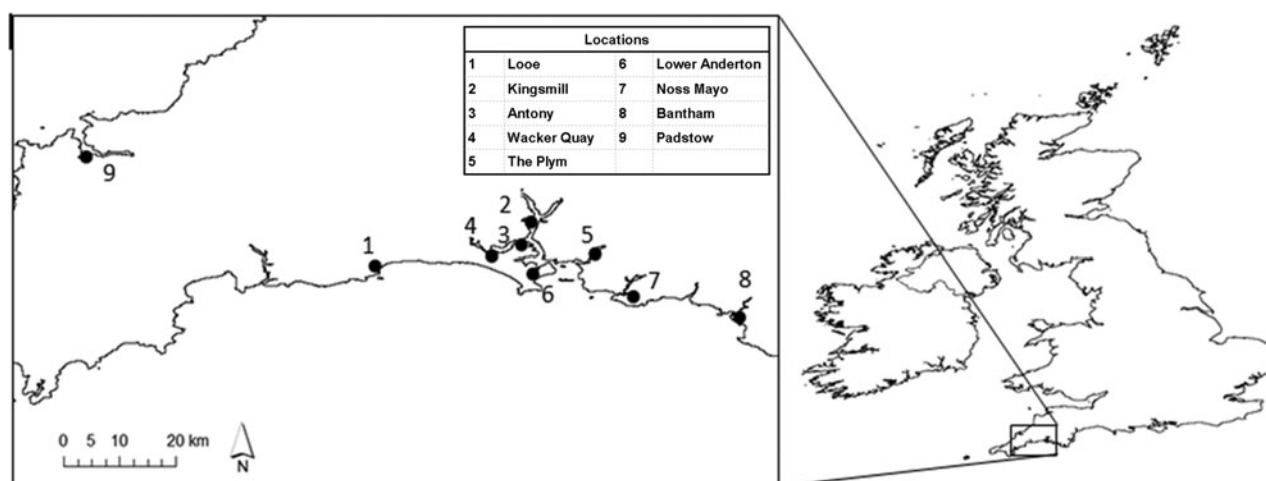 Locations
1 Looe 6 Lower Anderton
2 Kingsmill 7 Noss Mayo
3 Antony 8 Bantham
4 Wacker Quay 9 Padstow
5 The Plym
9
2
4
3
5
1
6
7
8
0 5 10 20 km
N